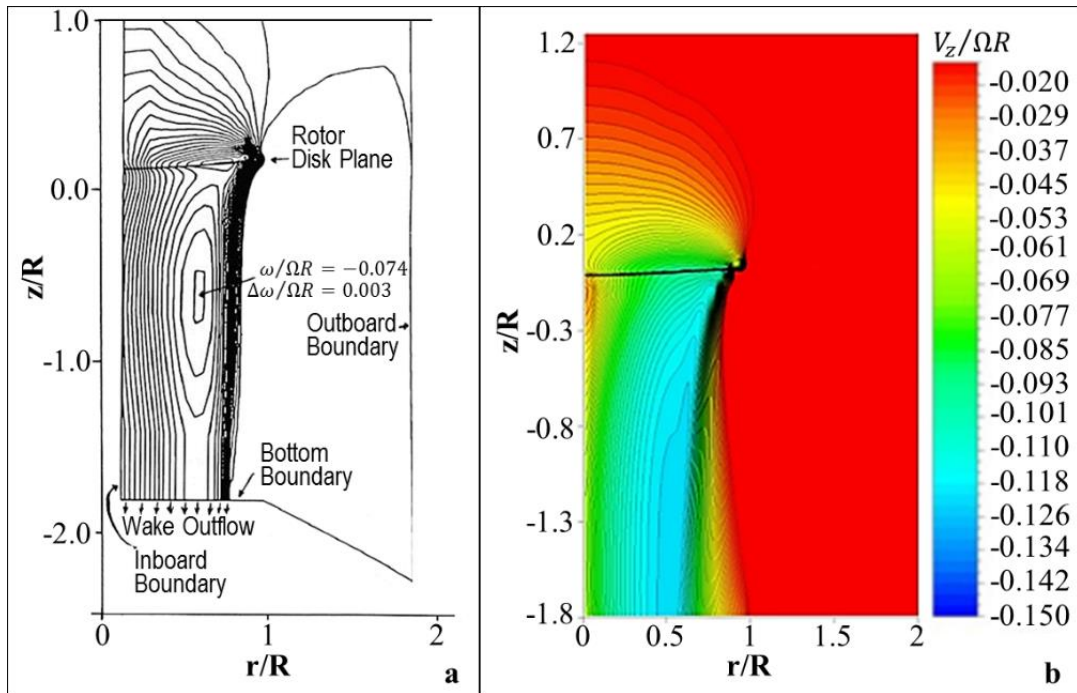 1.0
0.0
-1.0
-2.0
z/R
0
1
2
r/R
a
Rotor
Disk Plane
ω/ΩR = −0.074
Δω/ΩR = 0.003
Outboard
Boundary
Bottom
Boundary
Wake Outflow
Inboard
Boundary
1.2
0.7
0.2
-0.3
-0.8
-1.3
-1.8
z/R
0
0.5
1
1.5
2
r/R
b
V_z/ΩR
-0.020
-0.029
-0.037
-0.045
-0.053
-0.061
-0.069
-0.077
-0.085
-0.093
-0.101
-0.110
-0.118
-0.126
-0.134
-0.142
-0.150